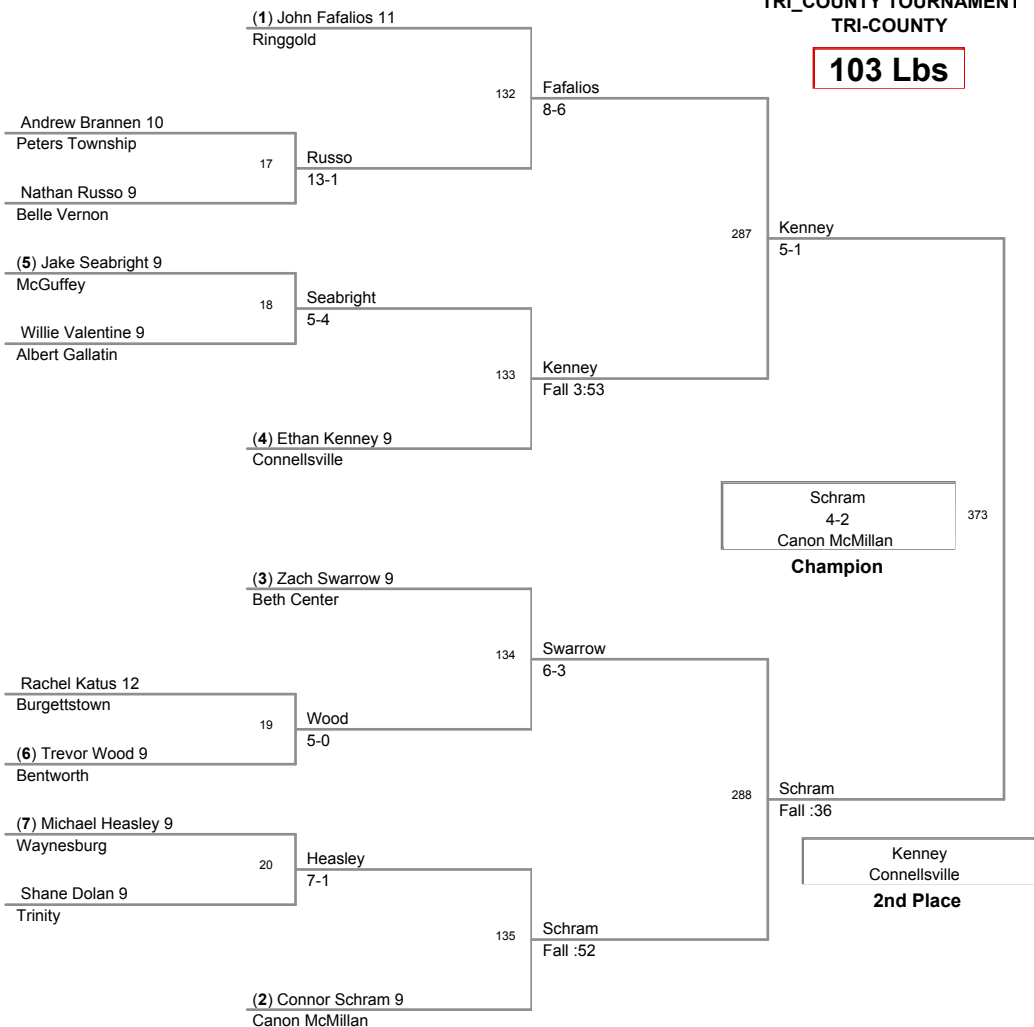 TRI_COUNTY TOURNAMENT
TRI-COUNTY
103 Lbs
(1) John Fafalios 11
Ringgold
132
Fafalios
8-6
Andrew Brannen 10
Peters Township
17
Russo
13-1
Nathan Russo 9
Belle Vernon
287
Kenney
5-1
(5) Jake Seabright 9
McGuffey
18
Seabright
5-4
Willie Valentine 9
Albert Gallatin
133
Kenney
Fall 3:53
(4) Ethan Kenney 9
Connellsville
Schram
4-2
Canon McMillan
373
Champion
(3) Zach Swarrow 9
Beth Center
134
Swarrow
6-3
Rachel Katus 12
Burgettstown
19
Wood
5-0
(6) Trevor Wood 9
Bentworth
288
Schram
Fall :36
(7) Michael Heasley 9
Waynesburg
20
Heasley
7-1
Shane Dolan 9
Trinity
Kenney
Connellsville
2nd Place
135
Schram
Fall :52
(2) Connor Schram 9
Canon McMillan